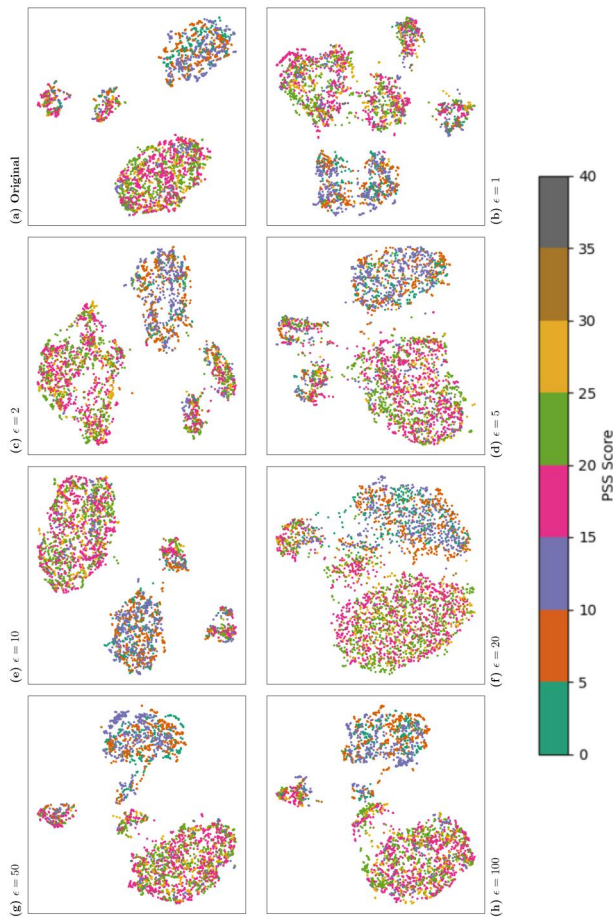 (a) Original
(b) ϵ = 1
(c) ϵ = 2
(d) ϵ = 5
(e) ϵ = 10
(f) ϵ = 20
(g) ϵ = 50
(h) ϵ = 100
0
5
10
15
20
25
30
35
40
PSS Score